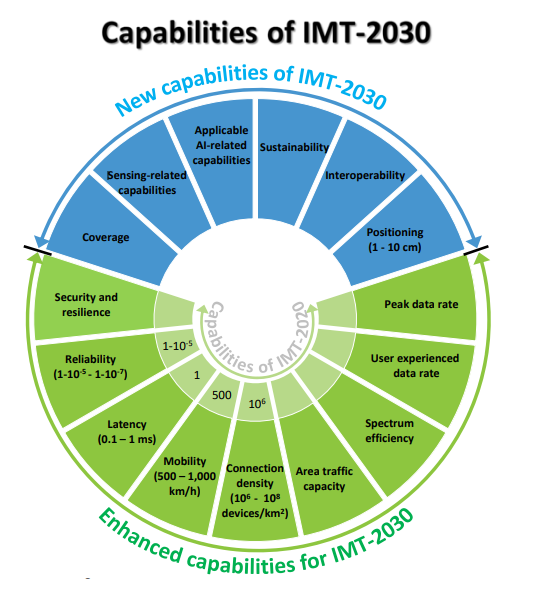 Capabilities of IMT-2030
New capabilities of IMT-2030
Applicable
AI-related
capabilities
Sustainability
Sensing-related
capabilities
Interoperability
Coverage
Positioning
(1 - 10 cm)
Security and
resilience
Peak data rate
Capabilities of IMT-2020
1-10⁻⁵
Reliability
(1-10⁻⁵ - 1-10⁻⁷)
User experienced
data rate
1
500
10⁶
Latency
(0.1 – 1 ms)
Spectrum
efficiency
Mobility
(500 – 1,000
km/h)
Connection
density
(10⁶ - 10⁸
devices/km²)
Area traffic
capacity
Enhanced capabilities for IMT-2030